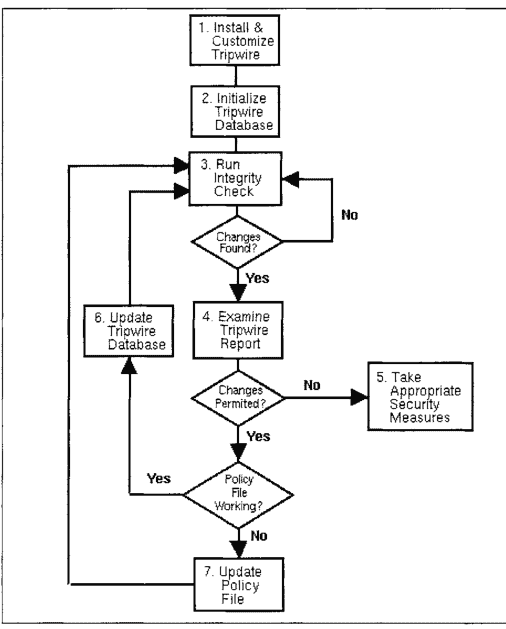 1. Install &
Customize
Tripwire
2. Initialize
Tripwire
Database
3. Run
Integrity
Check
No
Changes
Found?
Yes
6. Update
Tripwire
Database
4. Examine
Tripwire
Report
5. Take
Appropriate
Security
Measures
No
Changes
Permitted?
Yes
Yes
Policy
File
Working?
No
7. Update
Policy
File